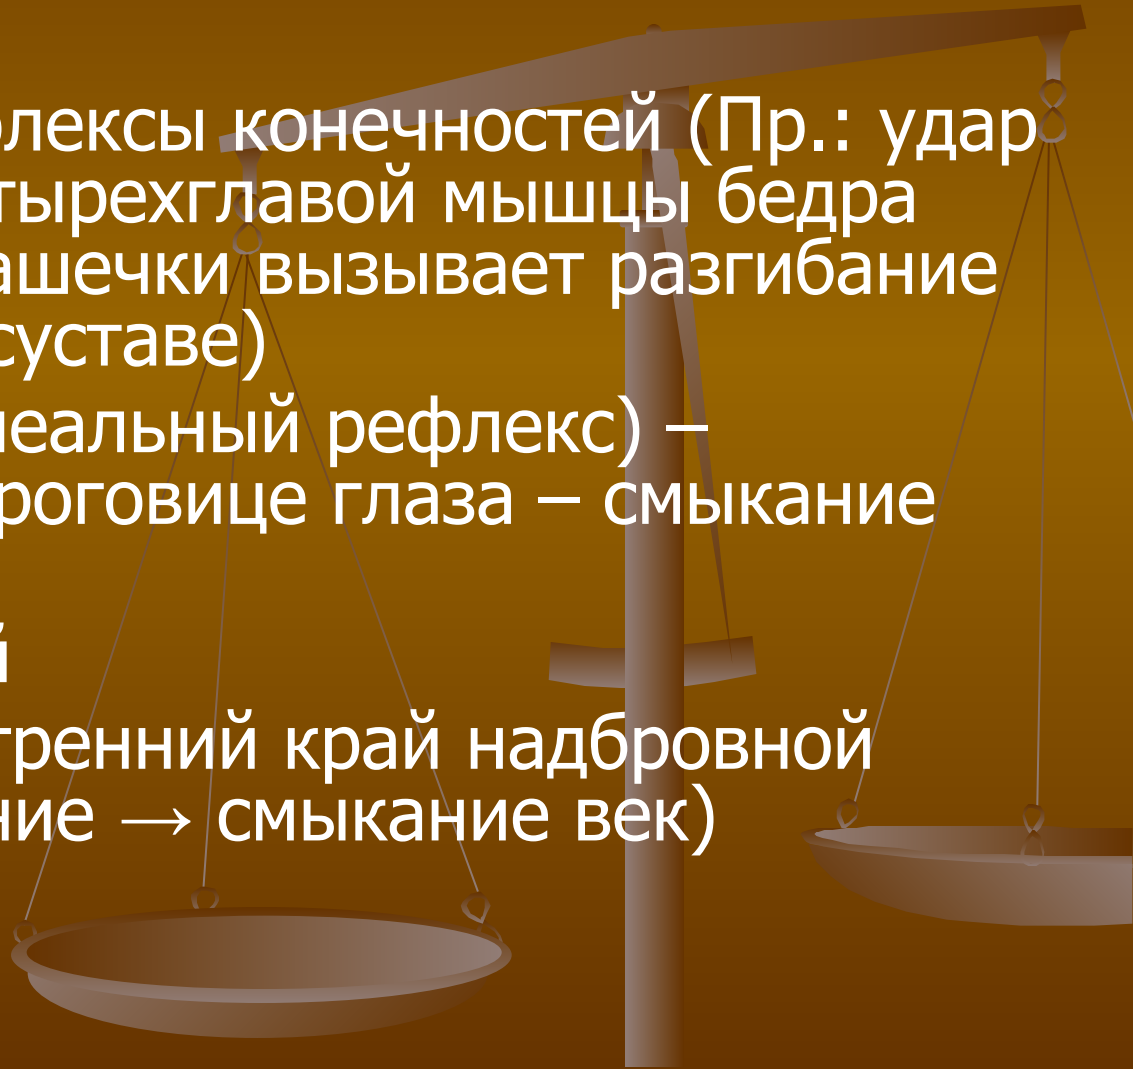 флексы конечностей (Пр.: удар
тырехглавой мышцы бедра
ашечки вызывает разгибание
суставе)
неальный рефлекс) –
роговице глаза – смыкание
й
тренний край надбровной
ние → смыкание век)